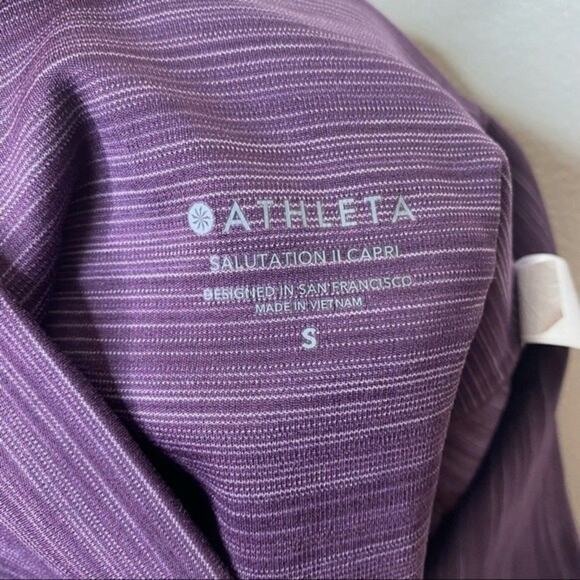 ATHLETA
SALUTATION II CAPRI
DESIGNED IN SAN FRANCISCO
MADE IN VIETNAM
S